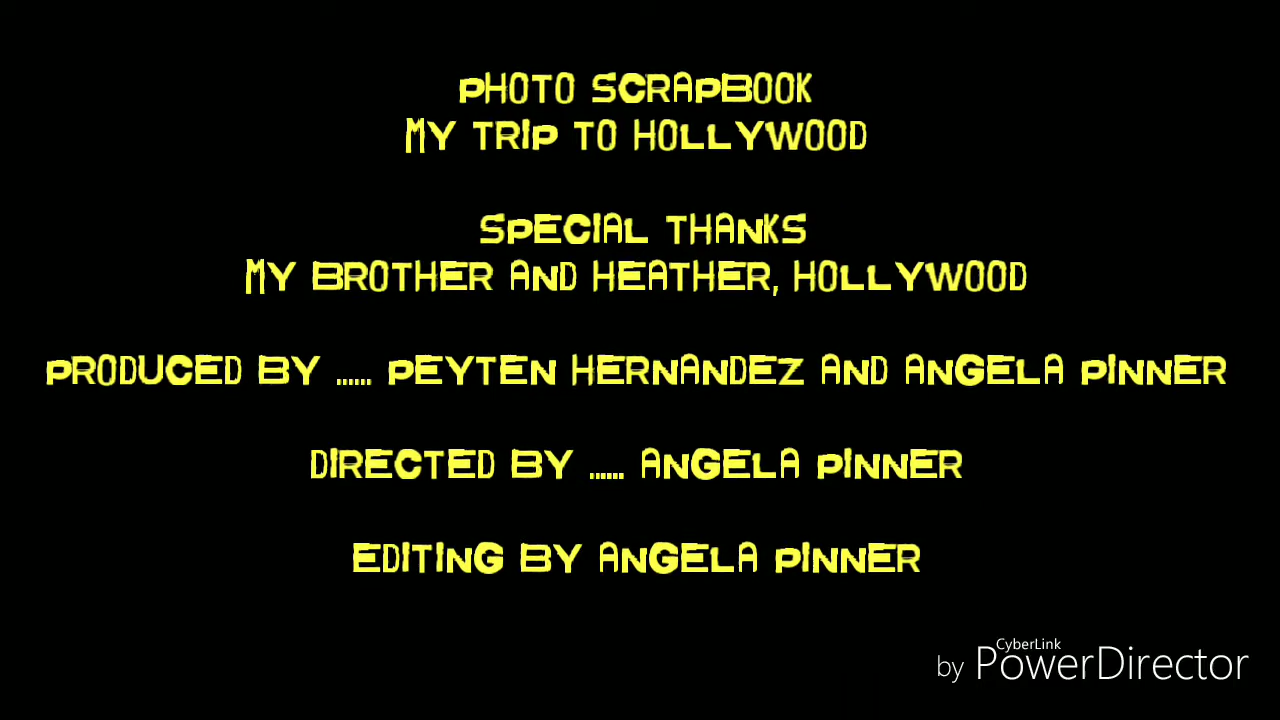 PHOTO SCRAPBOOK
MY TRIP TO HOLLYWOOD
SPECIAL THANKS
MY BROTHER AND HEATHER, HOLLYWOOD
PRODUCED BY ...... PEYTEN HERNANDEZ AND ANGELA PINNER
DIRECTED BY ...... ANGELA PINNER
EDITING BY ANGELA PINNER
CyberLink
by PowerDirector